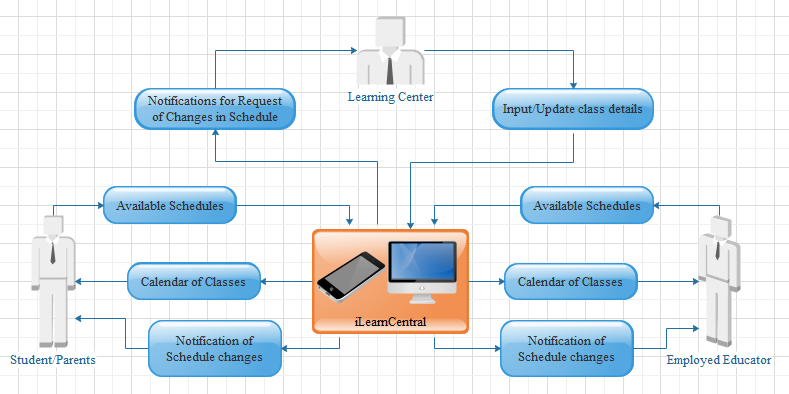 Learning Center
Notifications for Request
of Changes in Schedule
Input/Update class details
Available Schedules
Available Schedules
Calendar of Classes
Calendar of Classes
iLearnCentral
Notification of
Schedule changes
Notification of
Schedule changes
Student/Parents
Employed Educator